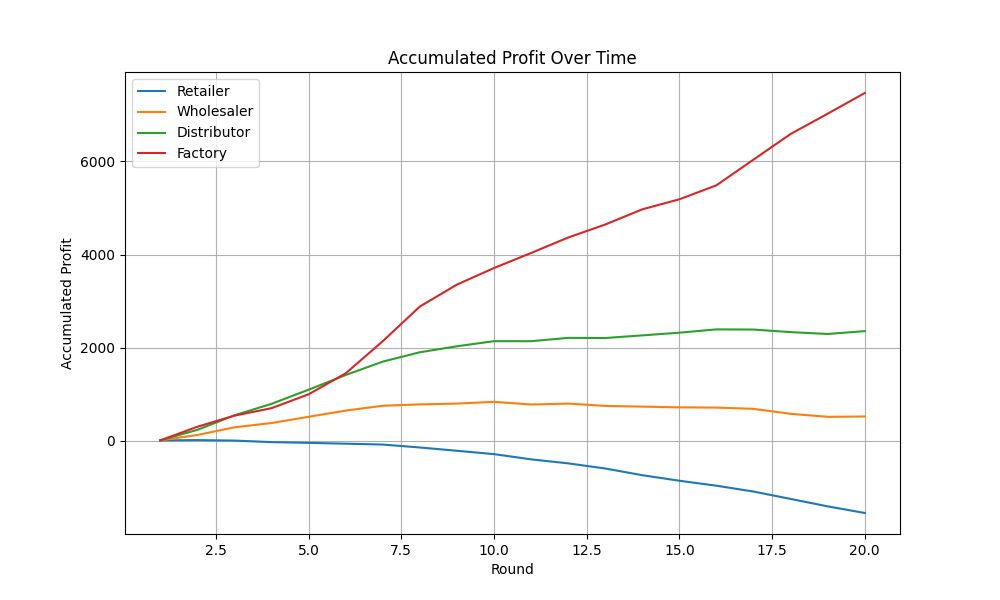 Accumulated Profit Over Time
Retailer
Wholesaler
Distributor
Factory
Accumulated Profit
6000
4000
2000
0
2.5 5.0 7.5 10.0 12.5 15.0 17.5 20.0
Round